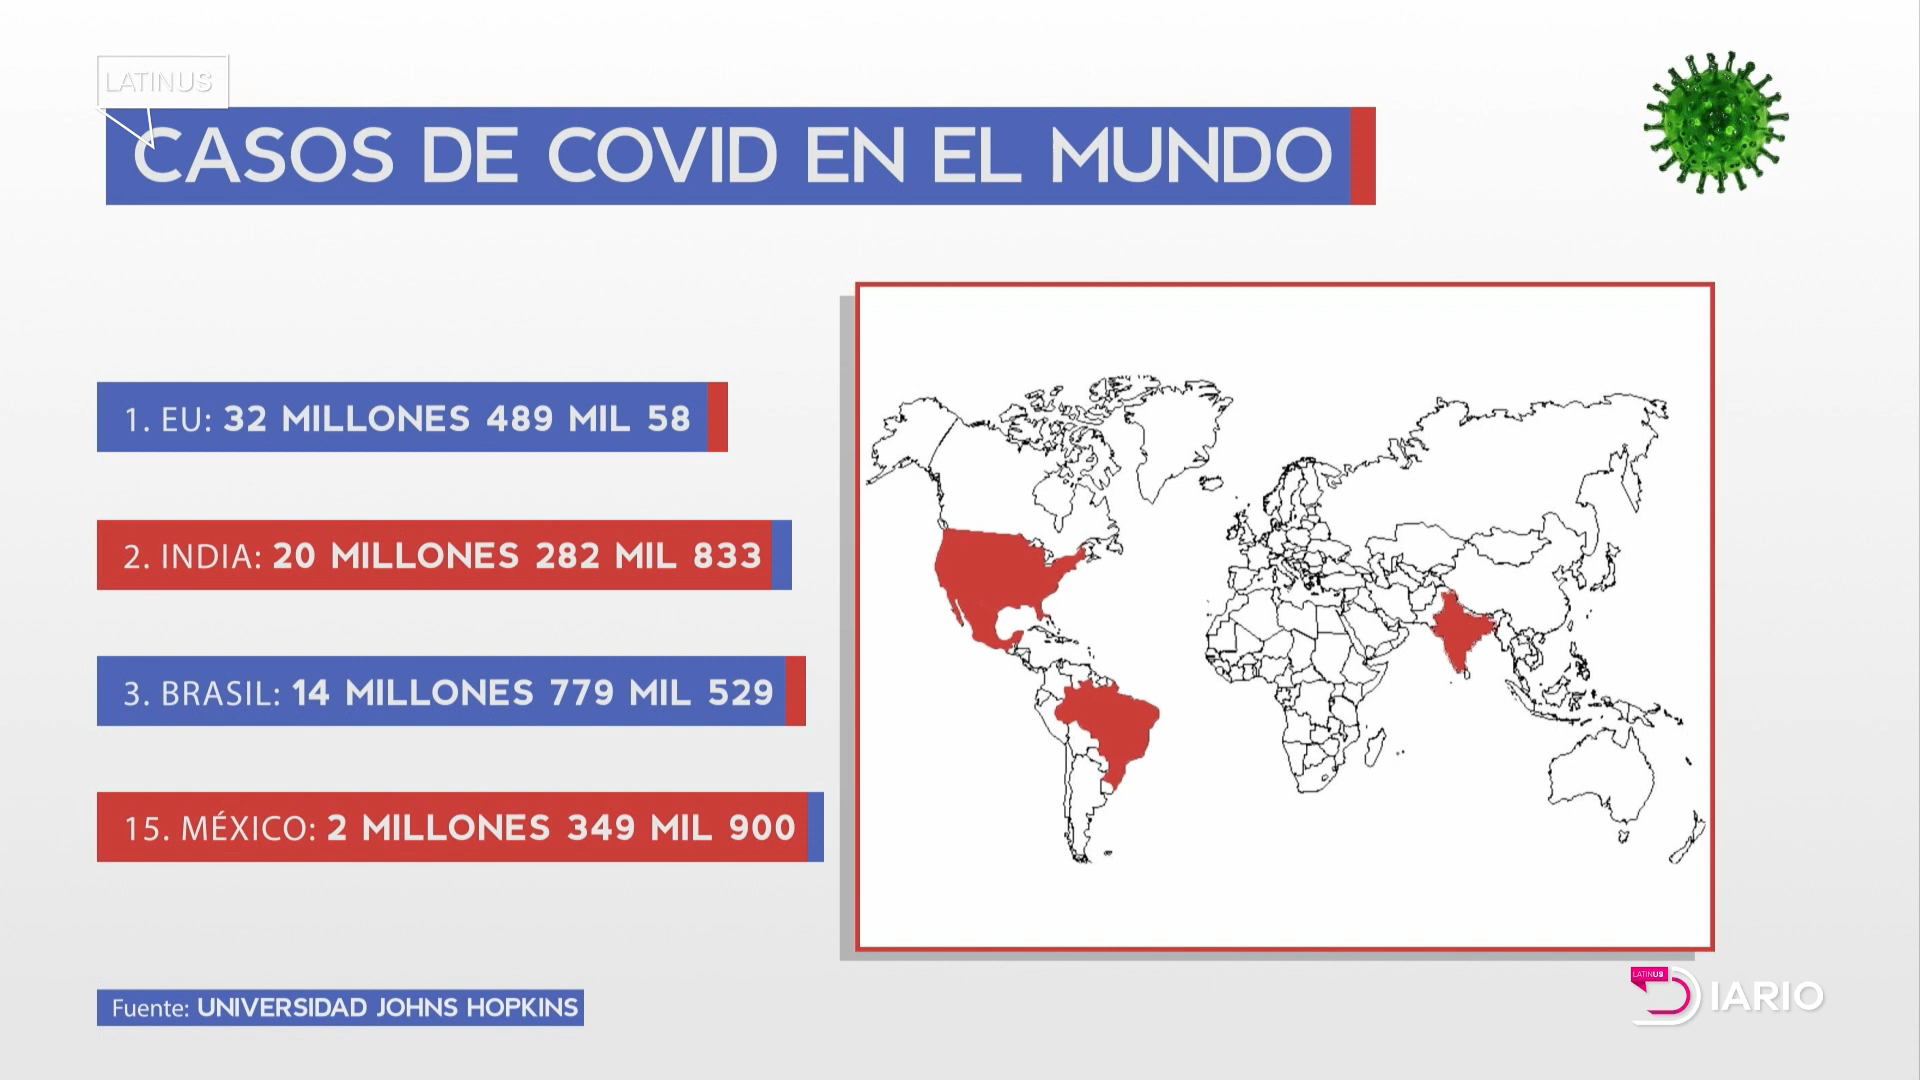 LATINUS
CASOS DE COVID EN EL MUNDO
1. EU: 32 MILLONES 489 MIL 58
2. INDIA: 20 MILLONES 282 MIL 833
3. BRASIL: 14 MILLONES 779 MIL 529
15. MÉXICO: 2 MILLONES 349 MIL 900
Fuente: UNIVERSIDAD JOHNS HOPKINS
LATINUS
DIARIO